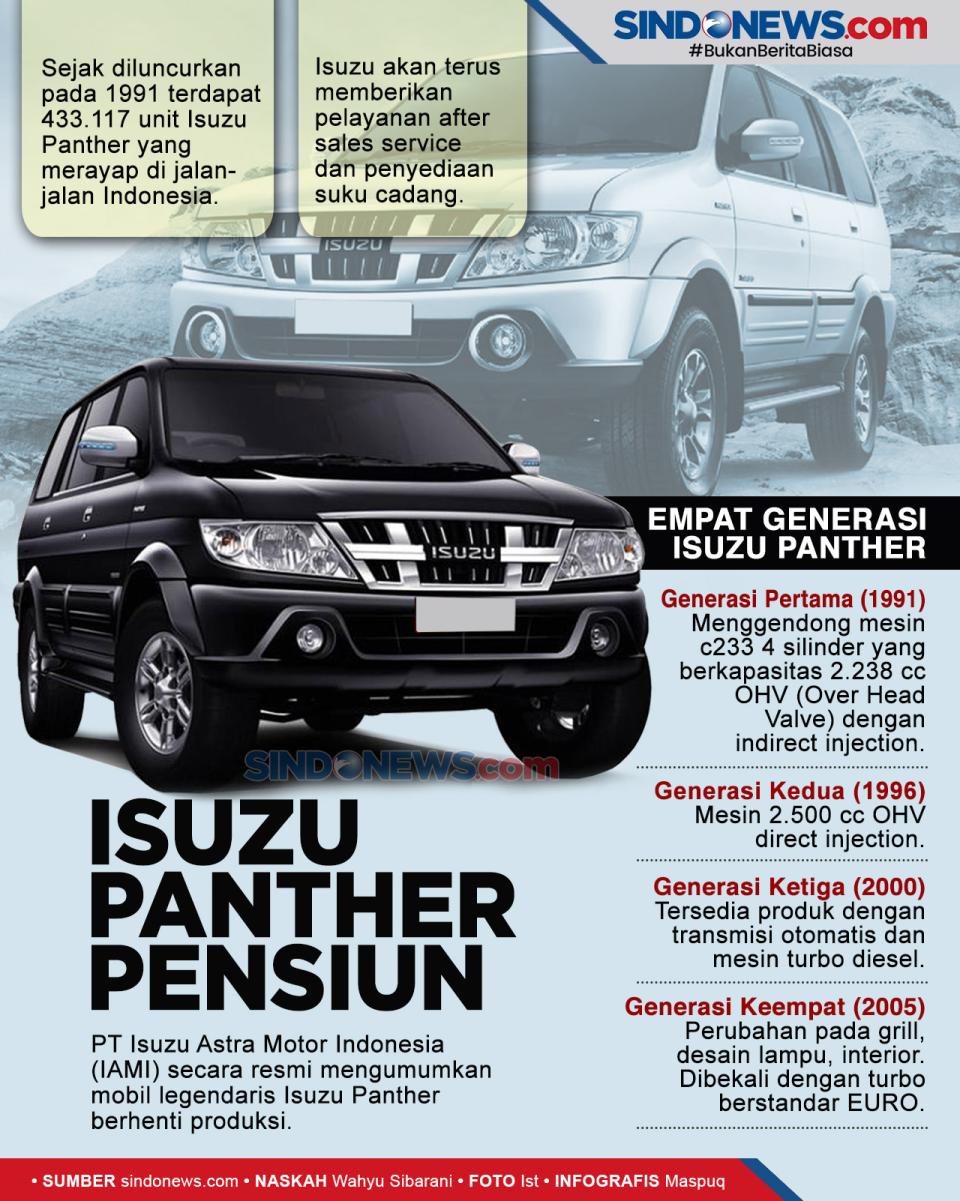 SINDONEWS.com
#BukanBeritaBiasa
Sejak diluncurkan
pada 1991 terdapat
433.117 unit Isuzu
Panther yang
merayap di jalan-
jalan Indonesia.
Isuzu akan terus
memberikan
pelayanan after
sales service
dan penyediaan
suku cadang.
ISUZU
ISUZU
EMPAT GENERASI
ISUZU PANTHER
Generasi Pertama (1991)
Menggendong mesin
c233 4 silinder yang
berkapasitas 2.238 cc
OHV (Over Head
Valve) dengan
indirect injection.
Generasi Kedua (1996)
Mesin 2.500 cc OHV
direct injection.
Generasi Ketiga (2000)
Tersedia produk dengan
transmisi otomatis dan
mesin turbo diesel.
Generasi Keempat (2005)
Perubahan pada grill,
desain lampu, interior.
Dibekali dengan turbo
berstandar EURO.
SINDONEWS.com
ISUZU
PANTHER
PENSIUN
PT Isuzu Astra Motor Indonesia
(IAMI) secara resmi mengumumkan
mobil legendaris Isuzu Panther
berhenti produksi.
• SUMBER sindonews.com • NASKAH Wahyu Sibarani • FOTO Ist • INFOGRAFIS Maspuq